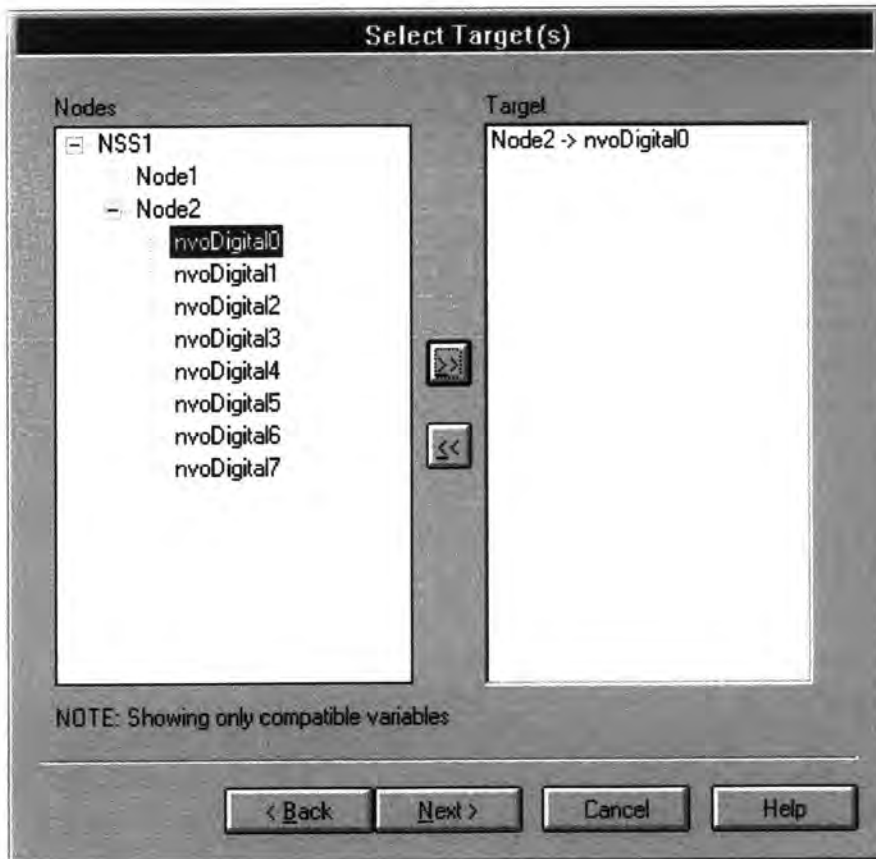 Select Target(s)
Nodes
NSS1
Node1
Node2
nvoDigital0
nvoDigital1
nvoDigital2
nvoDigital3
nvoDigital4
nvoDigital5
nvoDigital6
nvoDigital7
>>
<<
Target
Node2 -> nvoDigital0
NOTE: Showing only compatible variables
< Back
Next >
Cancel
Help